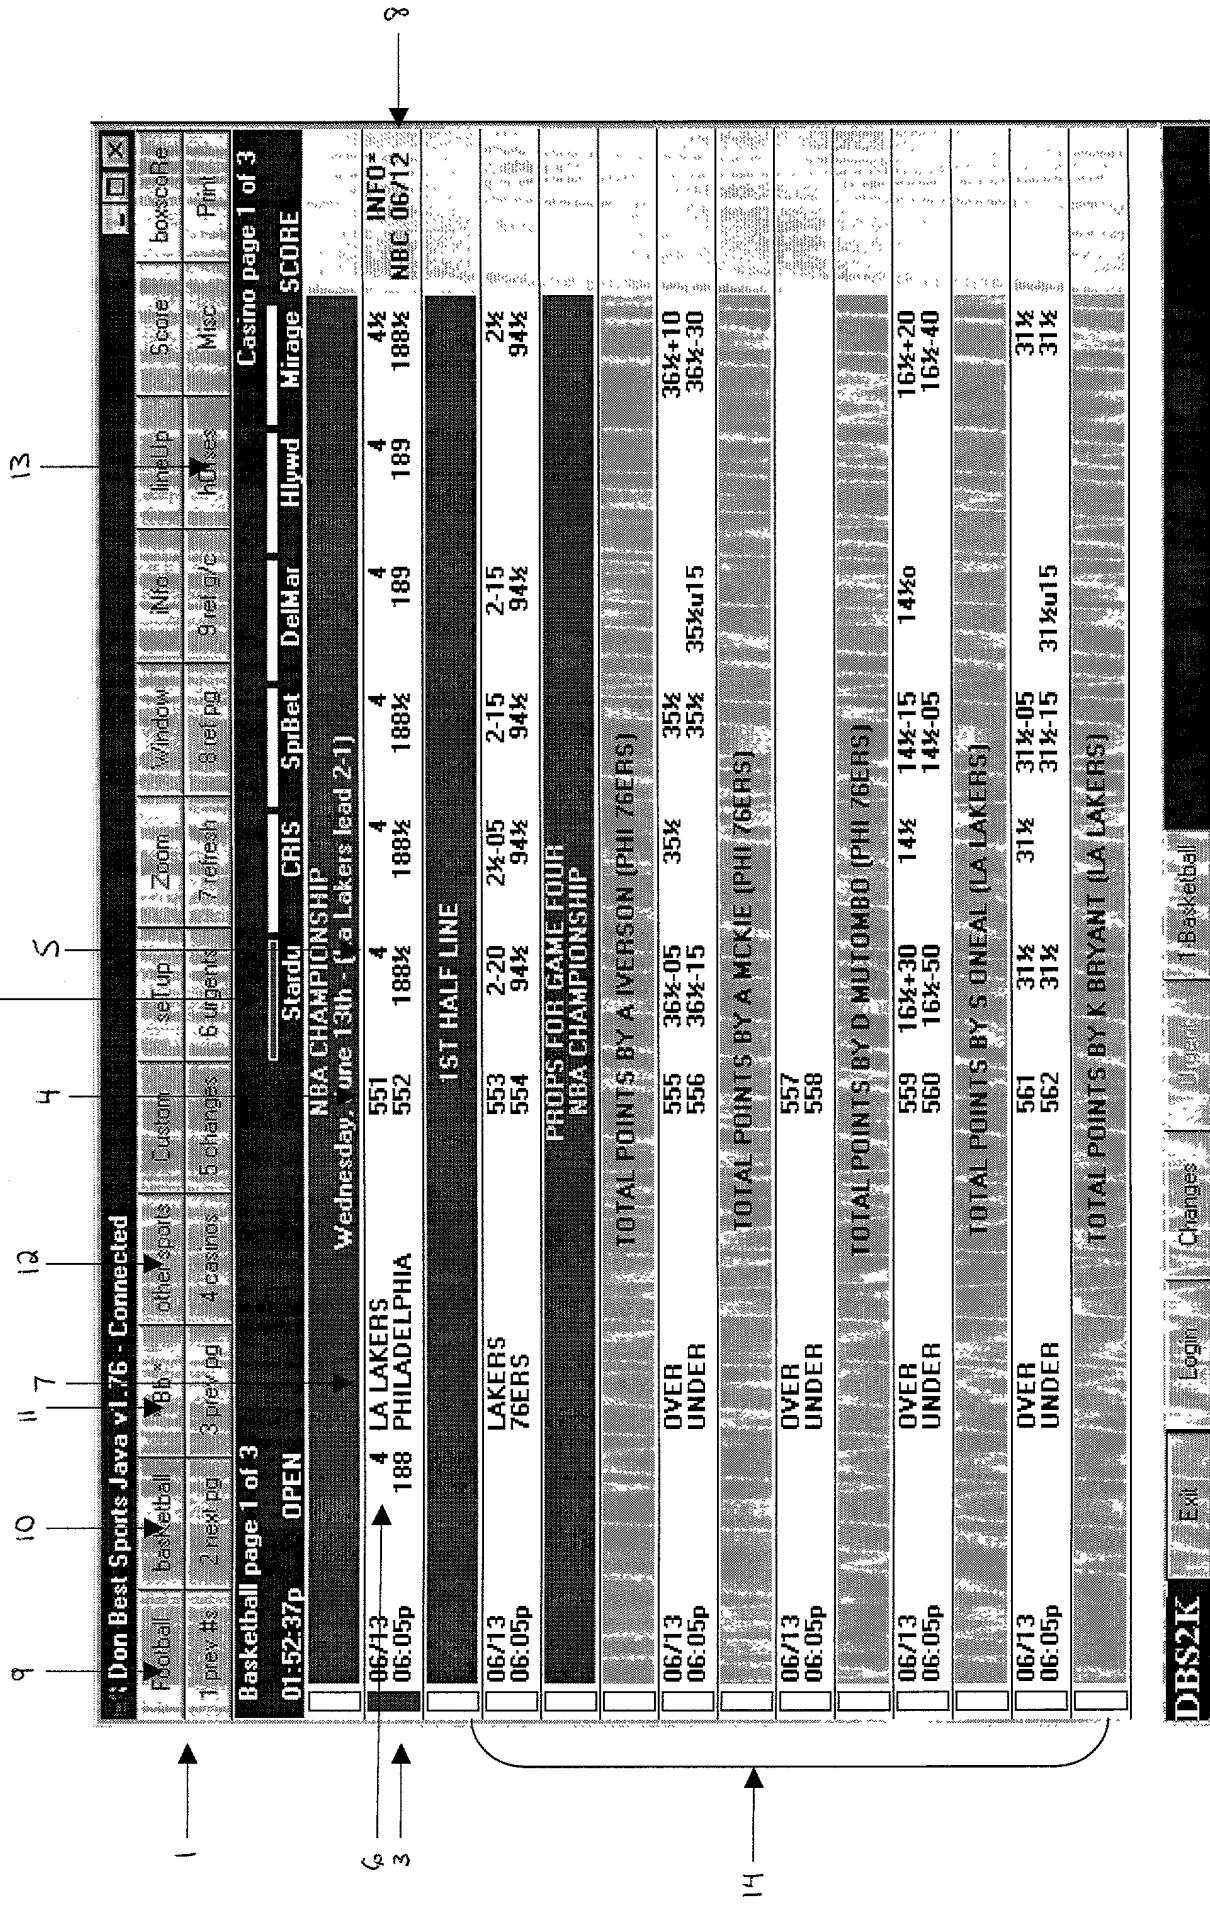 Don Best Sports Java v1.76 - Connected
Football basketball *Bb* other sports Custom seTup Zoom Window iNfo lineUp Score boxscoRe
1 prev #s 2 next pg 3 prev pg 4 casinos 5 changes 6 urgents 7 refresh 8 ref pg 9 ref g/c hOrses Misc Print
Basketball page 1 of 3 Casino page 1 of 3
01:52:37p OPEN Stardu CRIS SprBet DelMar Hlywd Mirage SCORE
NBA CHAMPIONSHIP
Wednesday, June 13th - (La Lakers lead 2-1)
06/13 4 LA LAKERS 551 4 4 4 4 4 4½ INFO*
06:05p 188 PHILADELPHIA 552 188½ 188½ 188½ 189 189 188½ NBC 06/12
1ST HALF LINE
06/13 LAKERS 553 2-20 2½-05 2-15 2-15 2½
06:05p 76ERS 554 94½ 94½ 94½ 94½ 94½
PROPS FOR GAME FOUR
NBA CHAMPIONSHIP
TOTAL POINTS BY A IVERSON (PHI 76ERS)
06/13 OVER 555 36½-05 35½ 35½ 36½+10
06:05p UNDER 556 36½-15 35½ 35½u15 36½-30
TOTAL POINTS BY A MCKIE (PHI 76ERS)
06/13 OVER 557
06:05p UNDER 558
TOTAL POINTS BY D MUTOMBO (PHI 76ERS)
06/13 OVER 559 16½+30 14½ 14½-15 14½o 16½+20
06:05p UNDER 560 16½-50 14½-05 16½-40
TOTAL POINTS BY S ONEAL (LA LAKERS)
06/13 OVER 561 31½ 31½ 31½-05 31½
06:05p UNDER 562 31½ 31½-15 31½u15 31½
TOTAL POINTS BY K BRYANT (LA LAKERS)
DBS2K Exit Login Changes Urgent 1-Basketball
1
3
4
5
6
7
8
9
10
11
12
13
14